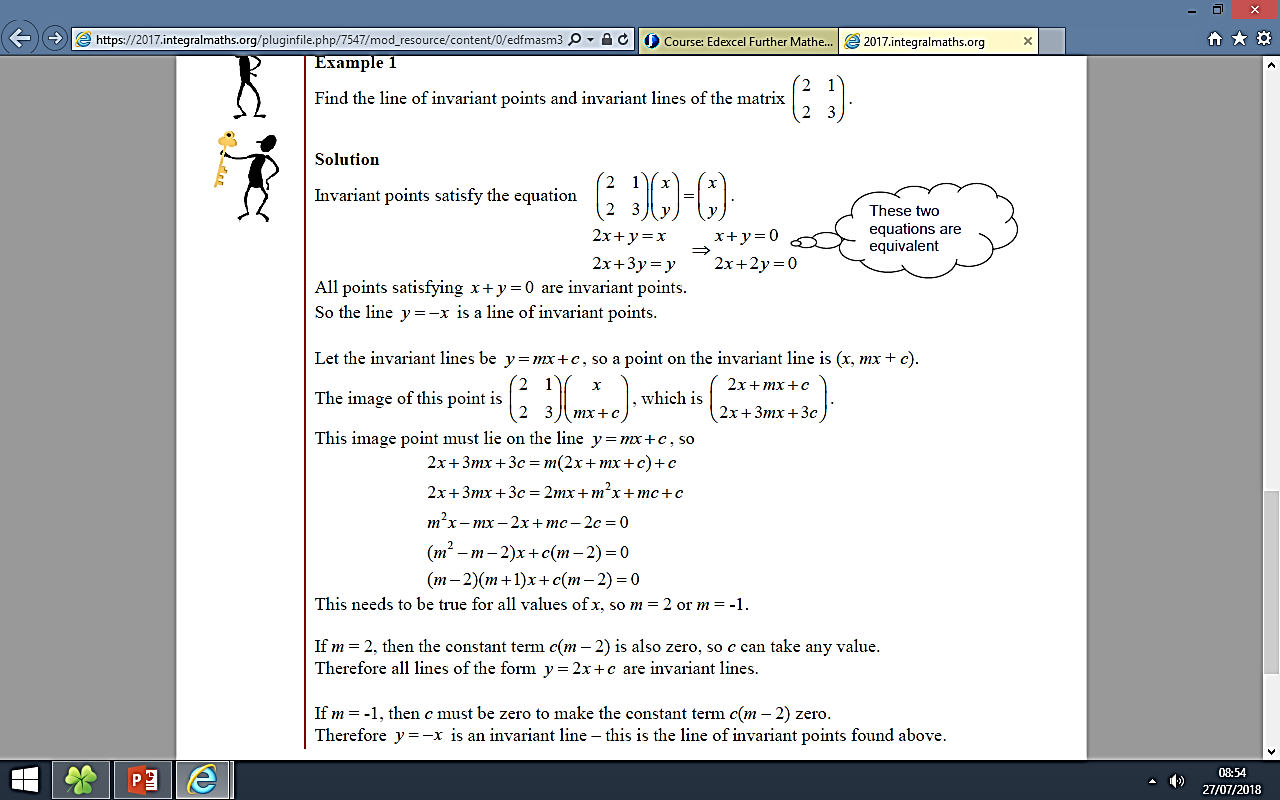 https://2017.integralmaths.org/pluginfile.php/7547/mod_resource/content/0/edfmasm3
Course: Edexcel Further Mathe...
2017.integralmaths.org
Example 1
Find the line of invariant points and invariant lines of the matrix (2 1; 2 3).
Solution
Invariant points satisfy the equation (2 1; 2 3)(x; y) = (x; y).
2x + y = x ⇒ x + y = 0
2x + 3y = y 2x + 2y = 0
These two
equations are
equivalent
All points satisfying x + y = 0 are invariant points.
So the line y = −x is a line of invariant points.
Let the invariant lines be y = mx + c, so a point on the invariant line is (x, mx + c).
The image of this point is (2 1; 2 3)(x; mx + c), which is (2x + mx + c; 2x + 3mx + 3c).
This image point must lie on the line y = mx + c, so
2x + 3mx + 3c = m(2x + mx + c) + c
2x + 3mx + 3c = 2mx + m²x + mc + c
m²x − mx − 2x + mc − 2c = 0
(m² − m − 2)x + c(m − 2) = 0
(m − 2)(m + 1)x + c(m − 2) = 0
This needs to be true for all values of x, so m = 2 or m = -1.
If m = 2, then the constant term c(m – 2) is also zero, so c can take any value.
Therefore all lines of the form y = 2x + c are invariant lines.
If m = -1, then c must be zero to make the constant term c(m – 2) zero.
Therefore y = −x is an invariant line – this is the line of invariant points found above.
08:54
27/07/2018